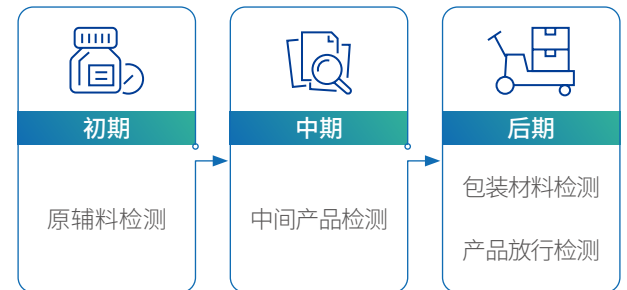 初期
原辅料检测
中期
中间产品检测
后期
包装材料检测
产品放行检测